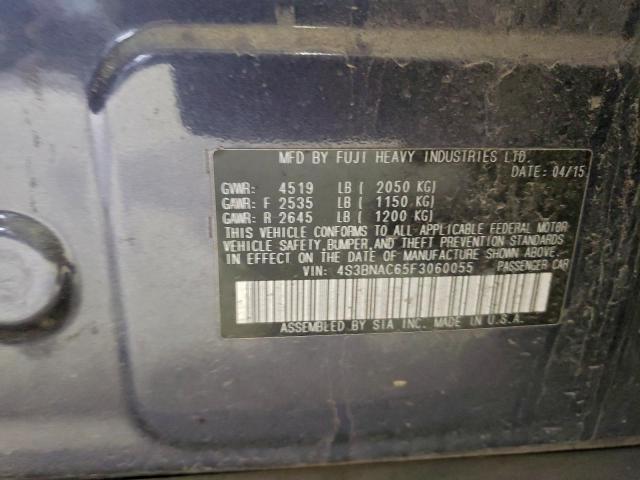 MFD BY FUJI HEAVY INDUSTRIES LTD.
DATE: 04/15
GVWR: 4519 LB ( 2050 KG)
GAWR: F 2535 LB ( 1150 KG)
GAWR: R 2645 LB ( 1200 KG)
THIS VEHICLE CONFORMS TO ALL APPLICABLE FEDERAL MOTOR
VEHICLE SAFETY, BUMPER, AND THEFT PREVENTION STANDARDS
IN EFFECT ON THE DATE OF MANUFACTURE SHOWN ABOVE.
VIN: 4S3BNAC65F3060055 PASSENGER CAR
ASSEMBLED BY SIA INC. MADE IN U.S.A.